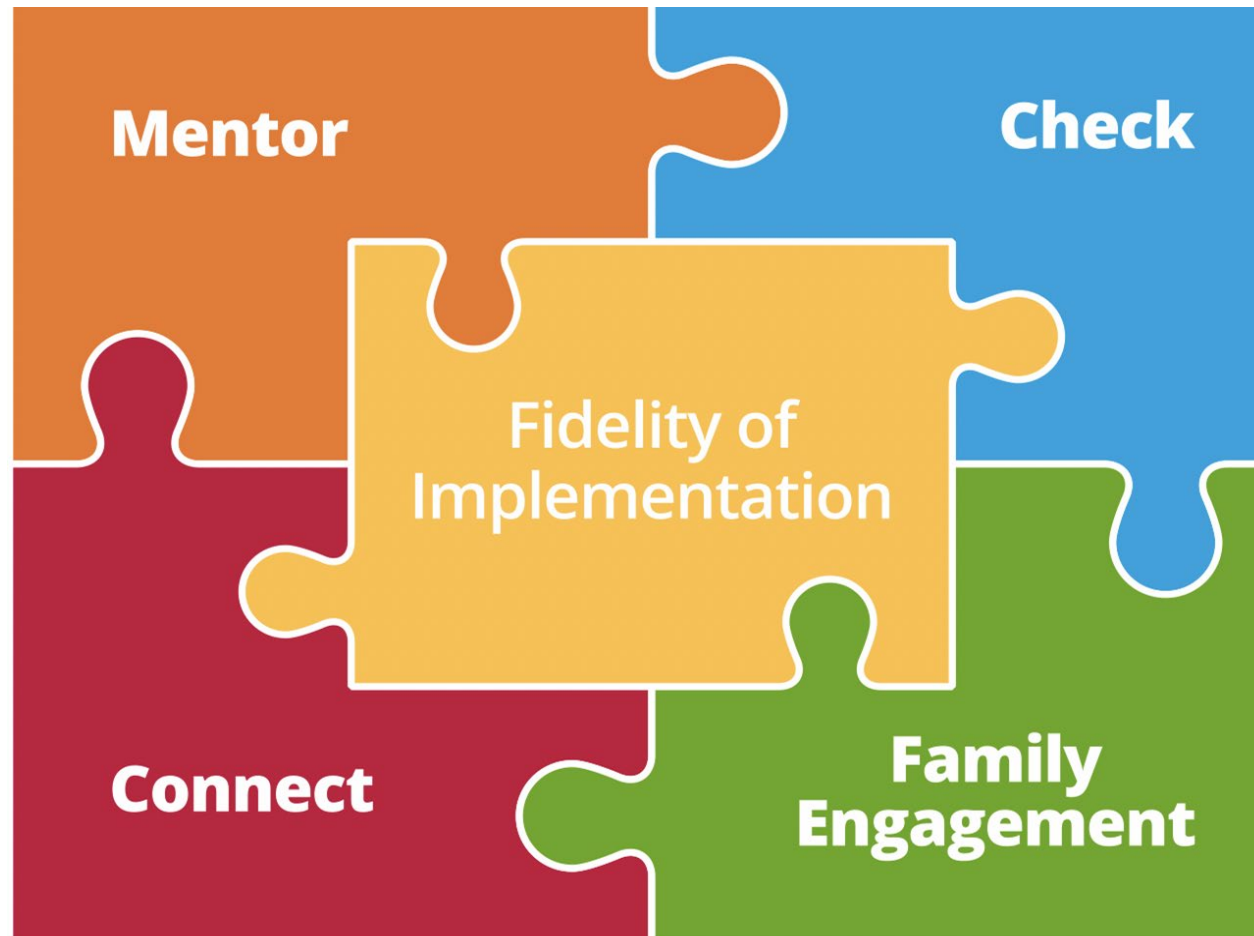 Mentor
Check
Fidelity of
Implementation
Connect
Family
Engagement